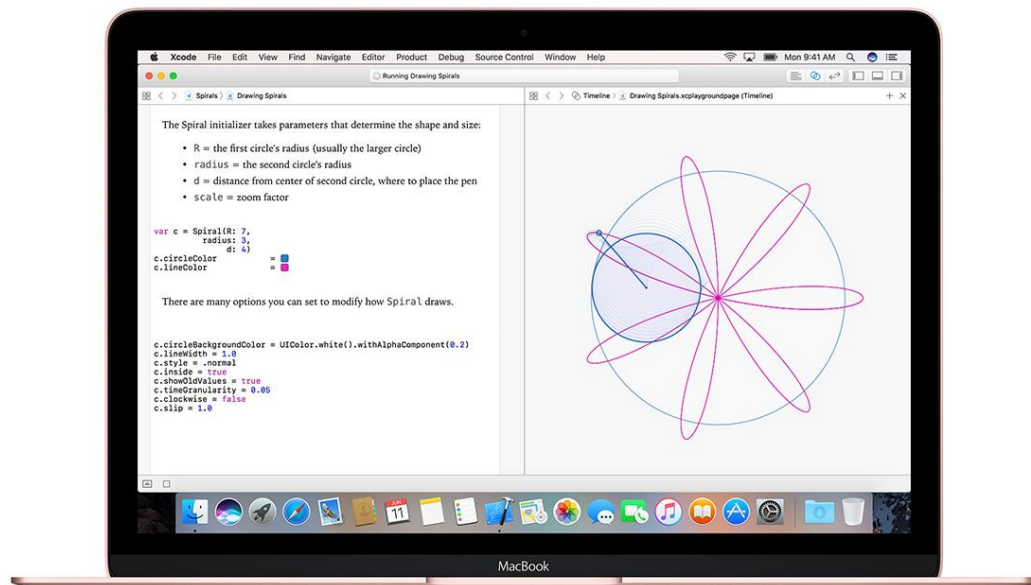 Xcode File Edit View Find Navigate Editor Product Debug Source Control Window Help Mon 9:41 AM
Running Drawing Spirals
Spirals Drawing Spirals
Timeline Drawing Spirals.xcplaygroundpage (Timeline)
The Spiral initializer takes parameters that determine the shape and size:
• R = the first circle's radius (usually the larger circle)
• radius = the second circle's radius
• d = distance from center of second circle, where to place the pen
• scale = zoom factor
var c = Spiral(R: 7,
radius: 3,
d: 4)
c.circleColor =
c.lineColor =
There are many options you can set to modify how Spiral draws.
c.circleBackgroundColor = UIColor.white().withAlphaComponent(0.2)
c.lineWidth = 1.0
c.style = .normal
c.inside = true
c.showOldValues = true
c.timeGranularity = 0.05
c.clockwise = false
c.slip = 1.0
JUN
11
MacBook